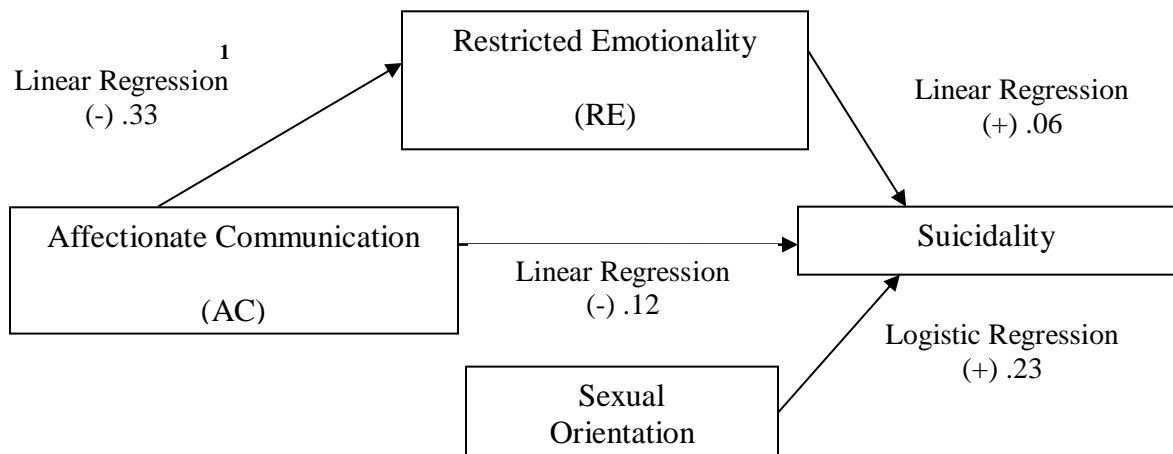 1
Linear Regression
(-) .33
Restricted Emotionality
(RE)
Linear Regression
(+) .06
Affectionate Communication
(AC)
Linear Regression
(-) .12
Suicidality
Logistic Regression
(+) .23
Sexual
Orientation